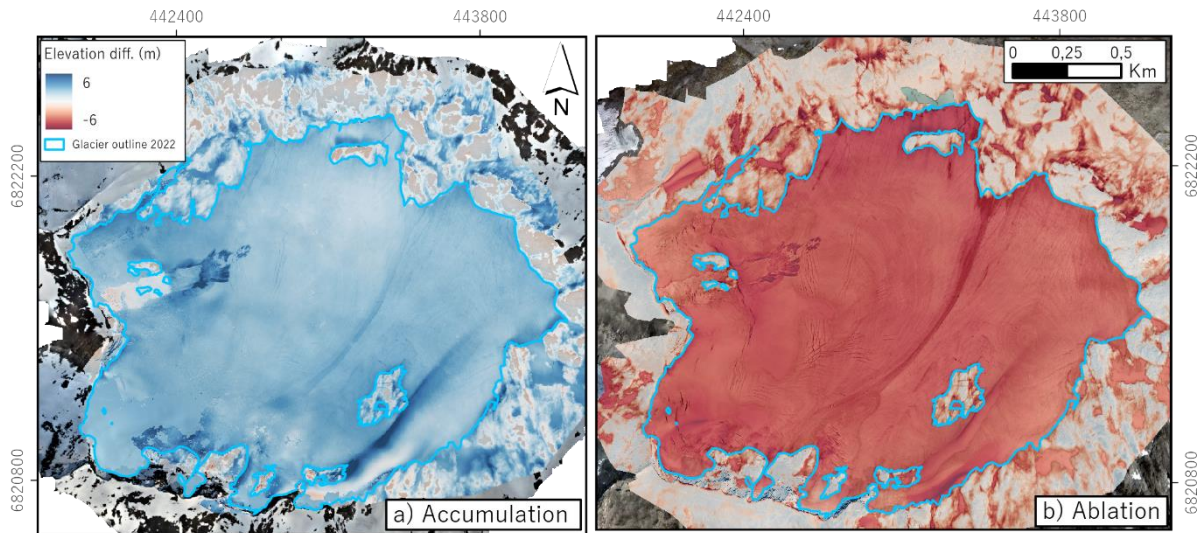 442400 443800 442400 443800
Elevation diff. (m)
6
-6
Glacier outline 2022
N
0 0,25 0,5
Km
6822200
6820800
6822200
6820800
a) Accumulation
b) Ablation